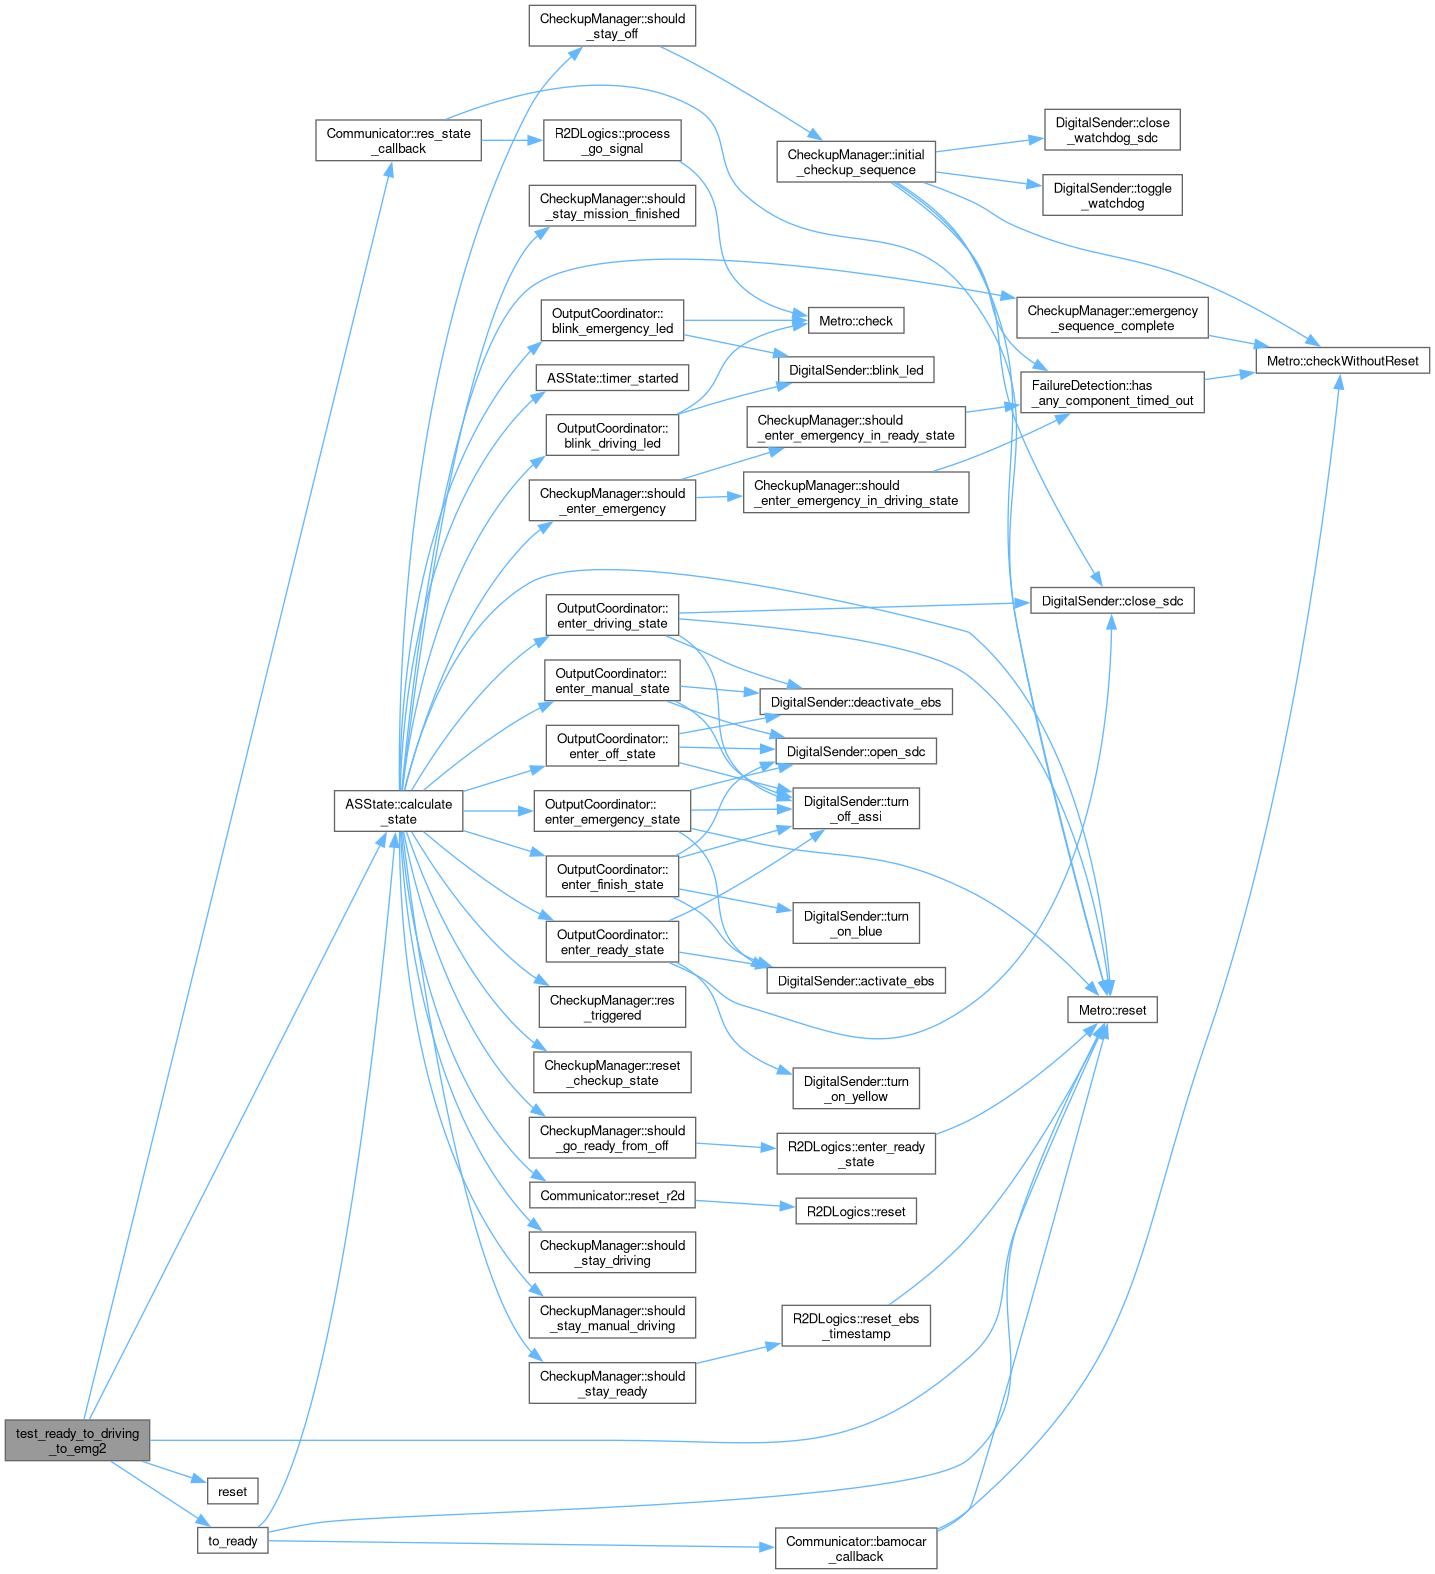 CheckupManager::should
_stay_off
Communicator::res_state
_callback
R2DLogics::process
_go_signal
CheckupManager::initial
_checkup_sequence
DigitalSender::close
_watchdog_sdc
DigitalSender::toggle
_watchdog
CheckupManager::should
_stay_mission_finished
OutputCoordinator::
blink_emergency_led
Metro::check
CheckupManager::emergency
_sequence_complete
Metro::checkWithoutReset
ASState::timer_started
DigitalSender::blink_led
FailureDetection::has
_any_component_timed_out
OutputCoordinator::
blink_driving_led
CheckupManager::should
_enter_emergency_in_ready_state
CheckupManager::should
_enter_emergency
CheckupManager::should
_enter_emergency_in_driving_state
OutputCoordinator::
enter_driving_state
DigitalSender::close_sdc
OutputCoordinator::
enter_manual_state
DigitalSender::deactivate_ebs
OutputCoordinator::
enter_off_state
DigitalSender::open_sdc
ASState::calculate
_state
OutputCoordinator::
enter_emergency_state
DigitalSender::turn
_off_assi
OutputCoordinator::
enter_finish_state
DigitalSender::turn
_on_blue
OutputCoordinator::
enter_ready_state
DigitalSender::activate_ebs
CheckupManager::res
_triggered
Metro::reset
CheckupManager::reset
_checkup_state
DigitalSender::turn
_on_yellow
CheckupManager::should
_go_ready_from_off
R2DLogics::enter_ready
_state
Communicator::reset_r2d
R2DLogics::reset
CheckupManager::should
_stay_driving
CheckupManager::should
_stay_manual_driving
R2DLogics::reset_ebs
_timestamp
CheckupManager::should
_stay_ready
test_ready_to_driving
_to_emg2
reset
to_ready
Communicator::bamocar
_callback